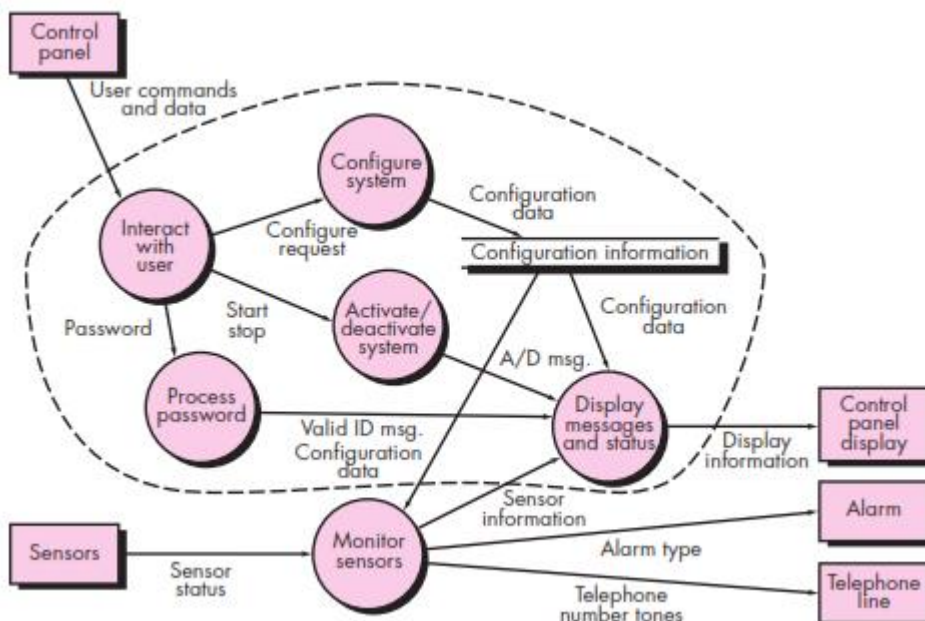 Control
panel
User commands
and data
Configure
system
Configuration
data
Interact
with
user
Configure
request
Configuration information
Password
Start
stop
Activate/
deactivate
system
Configuration
data
A/D msg.
Process
password
Valid ID msg.
Configuration
data
Display
messages
and status
Control
panel
display
Display
information
Sensors
Sensor
status
Monitor
sensors
Sensor
information
Alarm
Alarm type
Telephone
number tones
Telephone
line